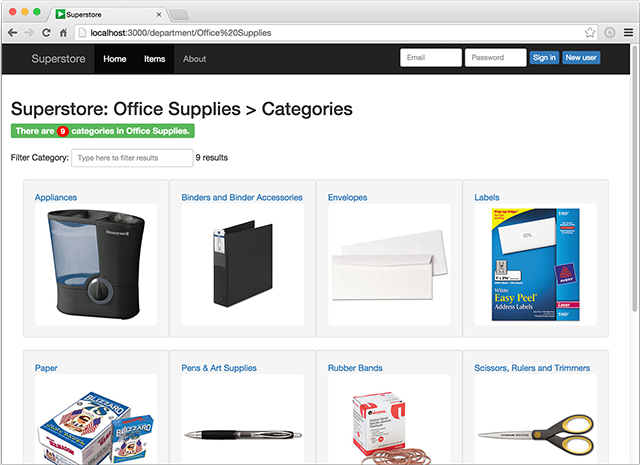 Superstore
localhost:3000/department/Office%20Supplies
Superstore Home Items About Email Password Sign in New user
Superstore: Office Supplies > Categories
There are 9 categories in Office Supplies.
Filter Category: Type here to filter results 9 results
Appliances Binders and Binder Accessories Envelopes Labels
Honeywell
Pop-up Edge
5160
AVERY
White
Easy Peel
Address Labels
Laser
5160
Paper Pens & Art Supplies Rubber Bands Scissors, Rulers and Trimmers
BLIZZARD
BLIZZARD